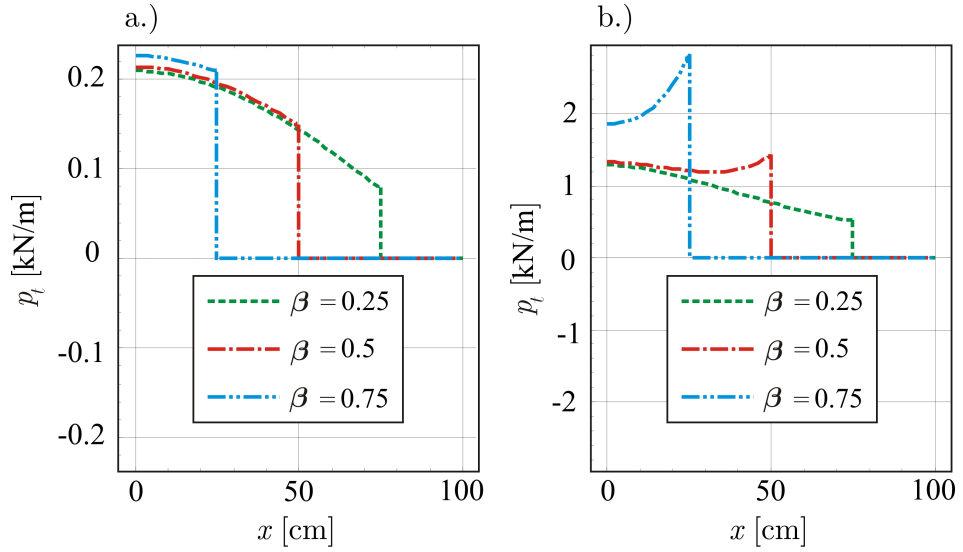 a.)
0.2
0.1
0
-0.1
-0.2
p_t [kN/m]
β = 0.25
β = 0.5
β = 0.75
0 50 100
x [cm]
b.)
2
1
0
-1
-2
p_t [kN/m]
β = 0.25
β = 0.5
β = 0.75
0 50 100
x [cm]